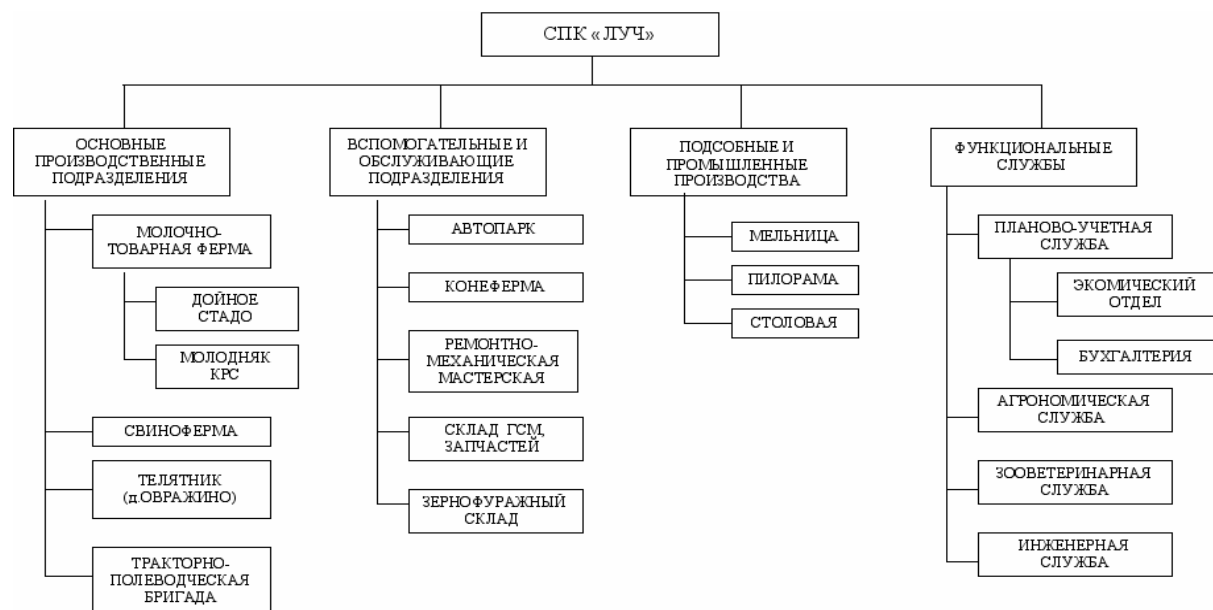 СПК «ЛУЧ»
ОСНОВНЫЕ
ПРОИЗВОДСТВЕННЫЕ
ПОДРАЗДЕЛЕНИЯ
МОЛОЧНО-
ТОВАРНАЯ ФЕРМА
ДОЙНОЕ
СТАДО
МОЛОДНЯК
КРС
СВИНОФЕРМА
ТЕЛЯТНИК
(д.ОВРАЖИНО)
ТРАКТОРНО-
ПОЛЕВОДЧЕСКАЯ
БРИГАДА
ВСПОМОГАТЕЛЬНЫЕ И
ОБСЛУЖИВАЮЩИЕ
ПОДРАЗДЕЛЕНИЯ
АВТОПАРК
КОНЕФЕРМА
РЕМОНТНО-
МЕХАНИЧЕСКАЯ
МАСТЕРСКАЯ
СКЛАД ГСМ,
ЗАПЧАСТЕЙ
ЗЕРНОФУРАЖНЫЙ
СКЛАД
ПОДСОБНЫЕ И
ПРОМЫШЛЕННЫЕ
ПРОИЗВОДСТВА
МЕЛЬНИЦА
ПИЛОРАМА
СТОЛОВАЯ
ФУНКЦИОНАЛЬНЫЕ
СЛУЖБЫ
ПЛАНОВО-УЧЕТНАЯ
СЛУЖБА
ЭКОМИЧЕСКИЙ
ОТДЕЛ
БУХГАЛТЕРИЯ
АГРОНОМИЧЕСКАЯ
СЛУЖБА
ЗООВЕТЕРИНАРНАЯ
СЛУЖБА
ИНЖЕНЕРНАЯ
СЛУЖБА